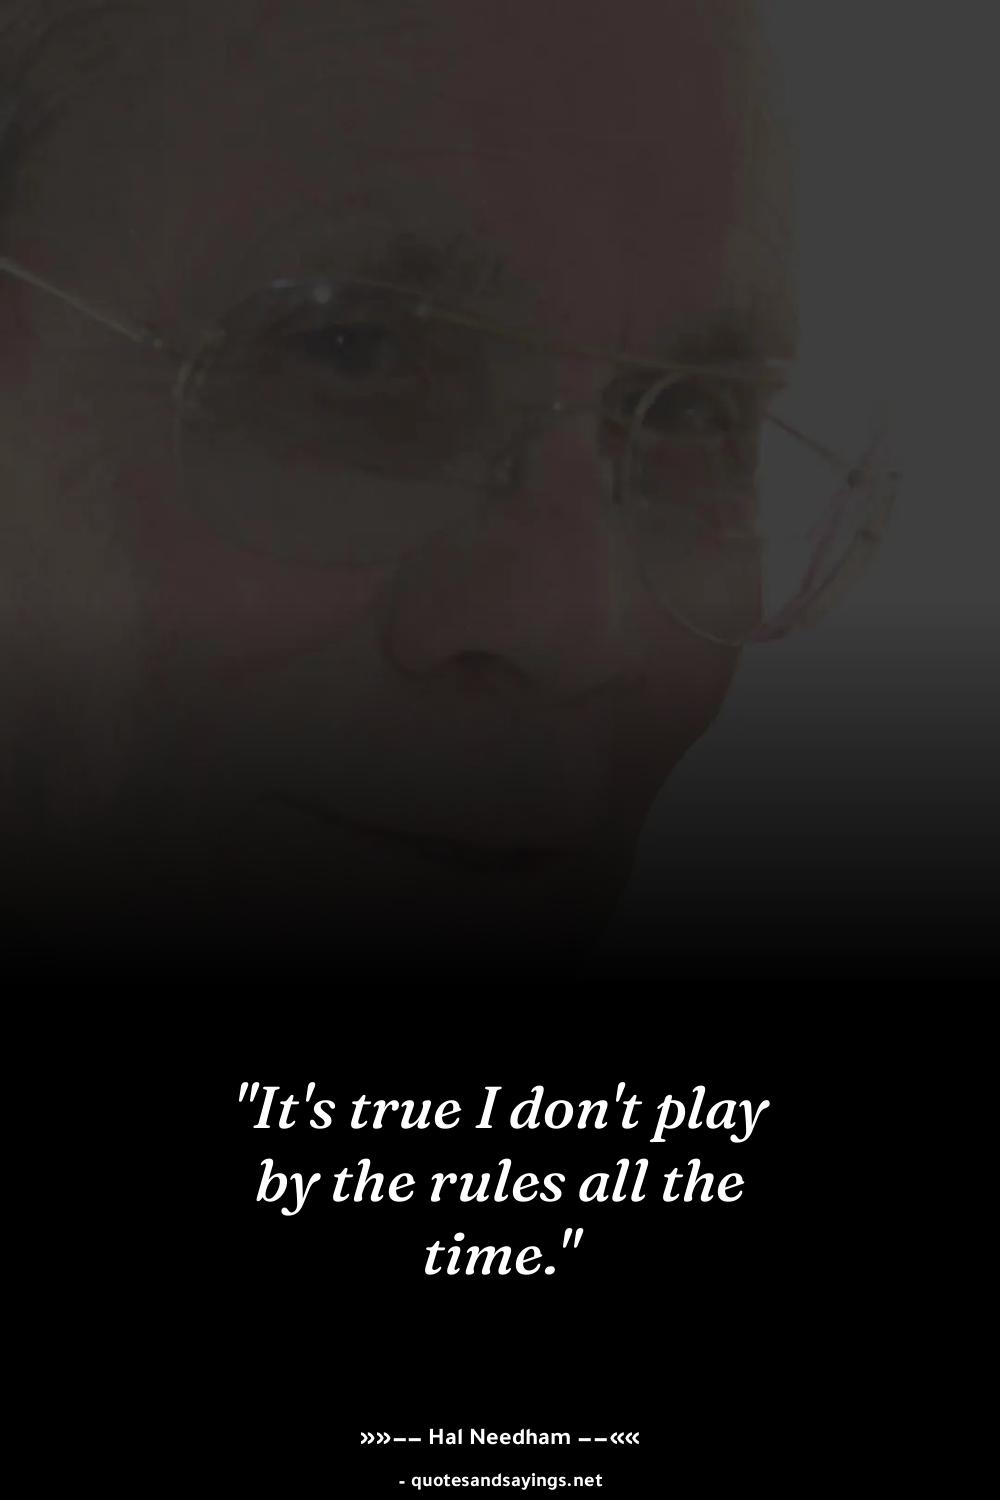 "It's true I don't play
by the rules all the
time."
»»−− Hal Needham −−««
- quotesandsayings.net